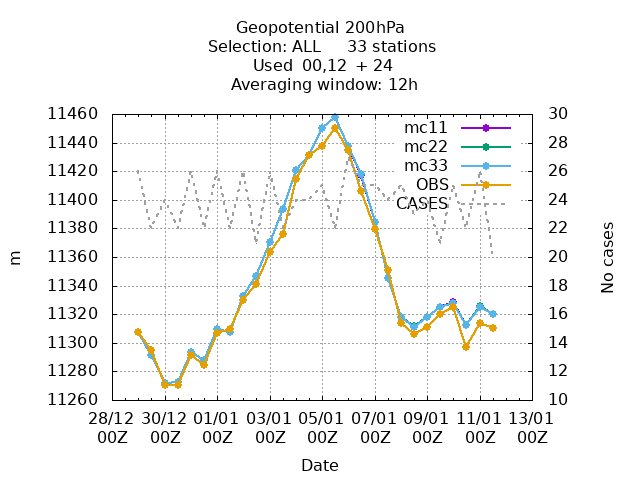 Geopotential 200hPa
Selection: ALL 33 stations
Used 00,12 + 24
Averaging window: 12h
11460
11440
11420
11400
11380
11360
11340
11320
11300
11280
11260
m
30
28
26
24
22
20
18
16
14
12
10
No cases
mc11
mc22
mc33
OBS
CASES
28/12 30/12 01/01 03/01 05/01 07/01 09/01 11/01 13/01
00Z 00Z 00Z 00Z 00Z 00Z 00Z 00Z 00Z
Date